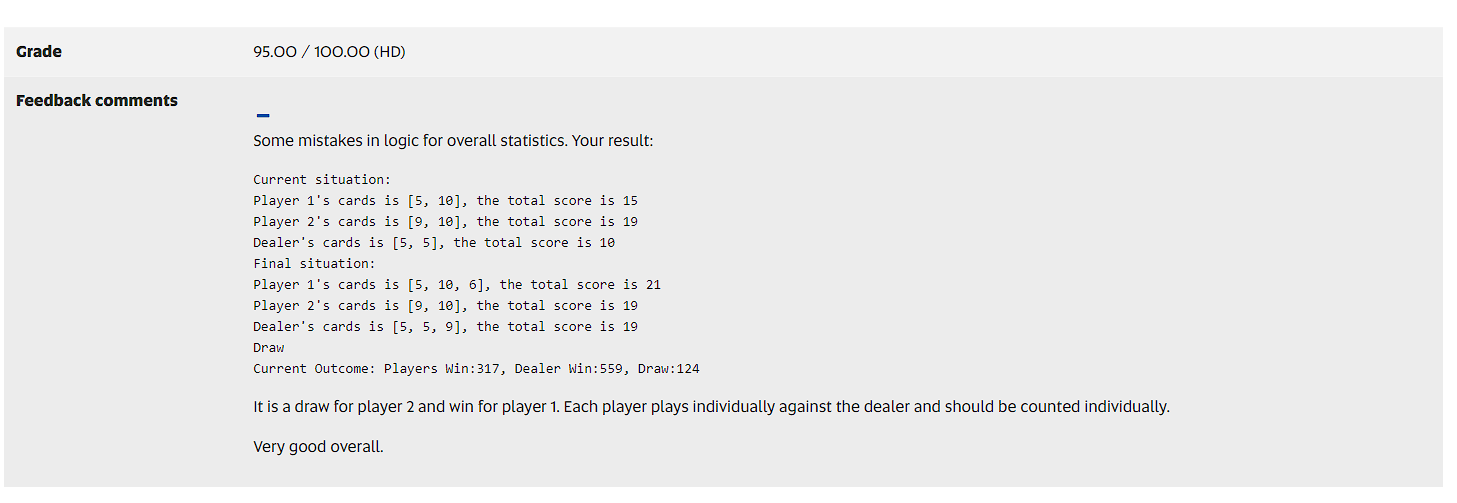 Grade 95.00 / 100.00 (HD)
Feedback comments
Some mistakes in logic for overall statistics. Your result:
Current situation:
Player 1's cards is [5, 10], the total score is 15
Player 2's cards is [9, 10], the total score is 19
Dealer's cards is [5, 5], the total score is 10
Final situation:
Player 1's cards is [5, 10, 6], the total score is 21
Player 2's cards is [9, 10], the total score is 19
Dealer's cards is [5, 5, 9], the total score is 19
Draw
Current Outcome: Players Win:317, Dealer Win:559, Draw:124
It is a draw for player 2 and win for player 1. Each player plays individually against the dealer and should be counted individually.
Very good overall.